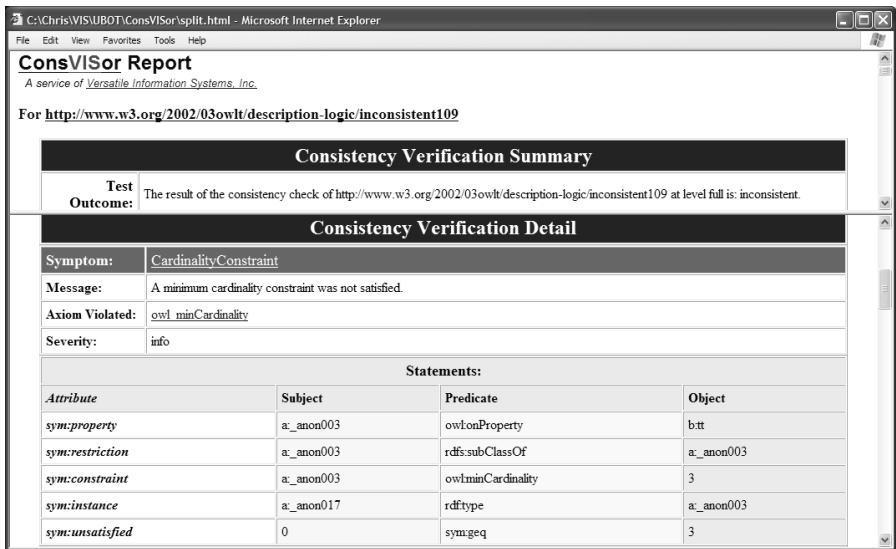 C:\Chris\VIS\UBOT\ConsVISor\split.html - Microsoft Internet Explorer
File Edit View Favorites Tools Help
ConsVISor Report
A service of Versatile Information Systems, Inc.
For http://www.w3.org/2002/03owlt/description-logic/inconsistent109
Consistency Verification Summary
Test Outcome: The result of the consistency check of http://www.w3.org/2002/03owlt/description-logic/inconsistent109 at level full is: inconsistent.
Consistency Verification Detail
Symptom: CardinalityConstraint
Message: A minimum cardinality constraint was not satisfied.
Axiom Violated: owl_minCardinality
Severity: info
Statements:
Attribute Subject Predicate Object
sym:property a:_anon003 owl:onProperty b:tt
sym:restriction a:_anon003 rdfs:subClassOf a:_anon003
sym:constraint a:_anon003 owl:minCardinality 3
sym:instance a:_anon017 rdf:type a:_anon003
sym:unsatisfied 0 sym:geq 3